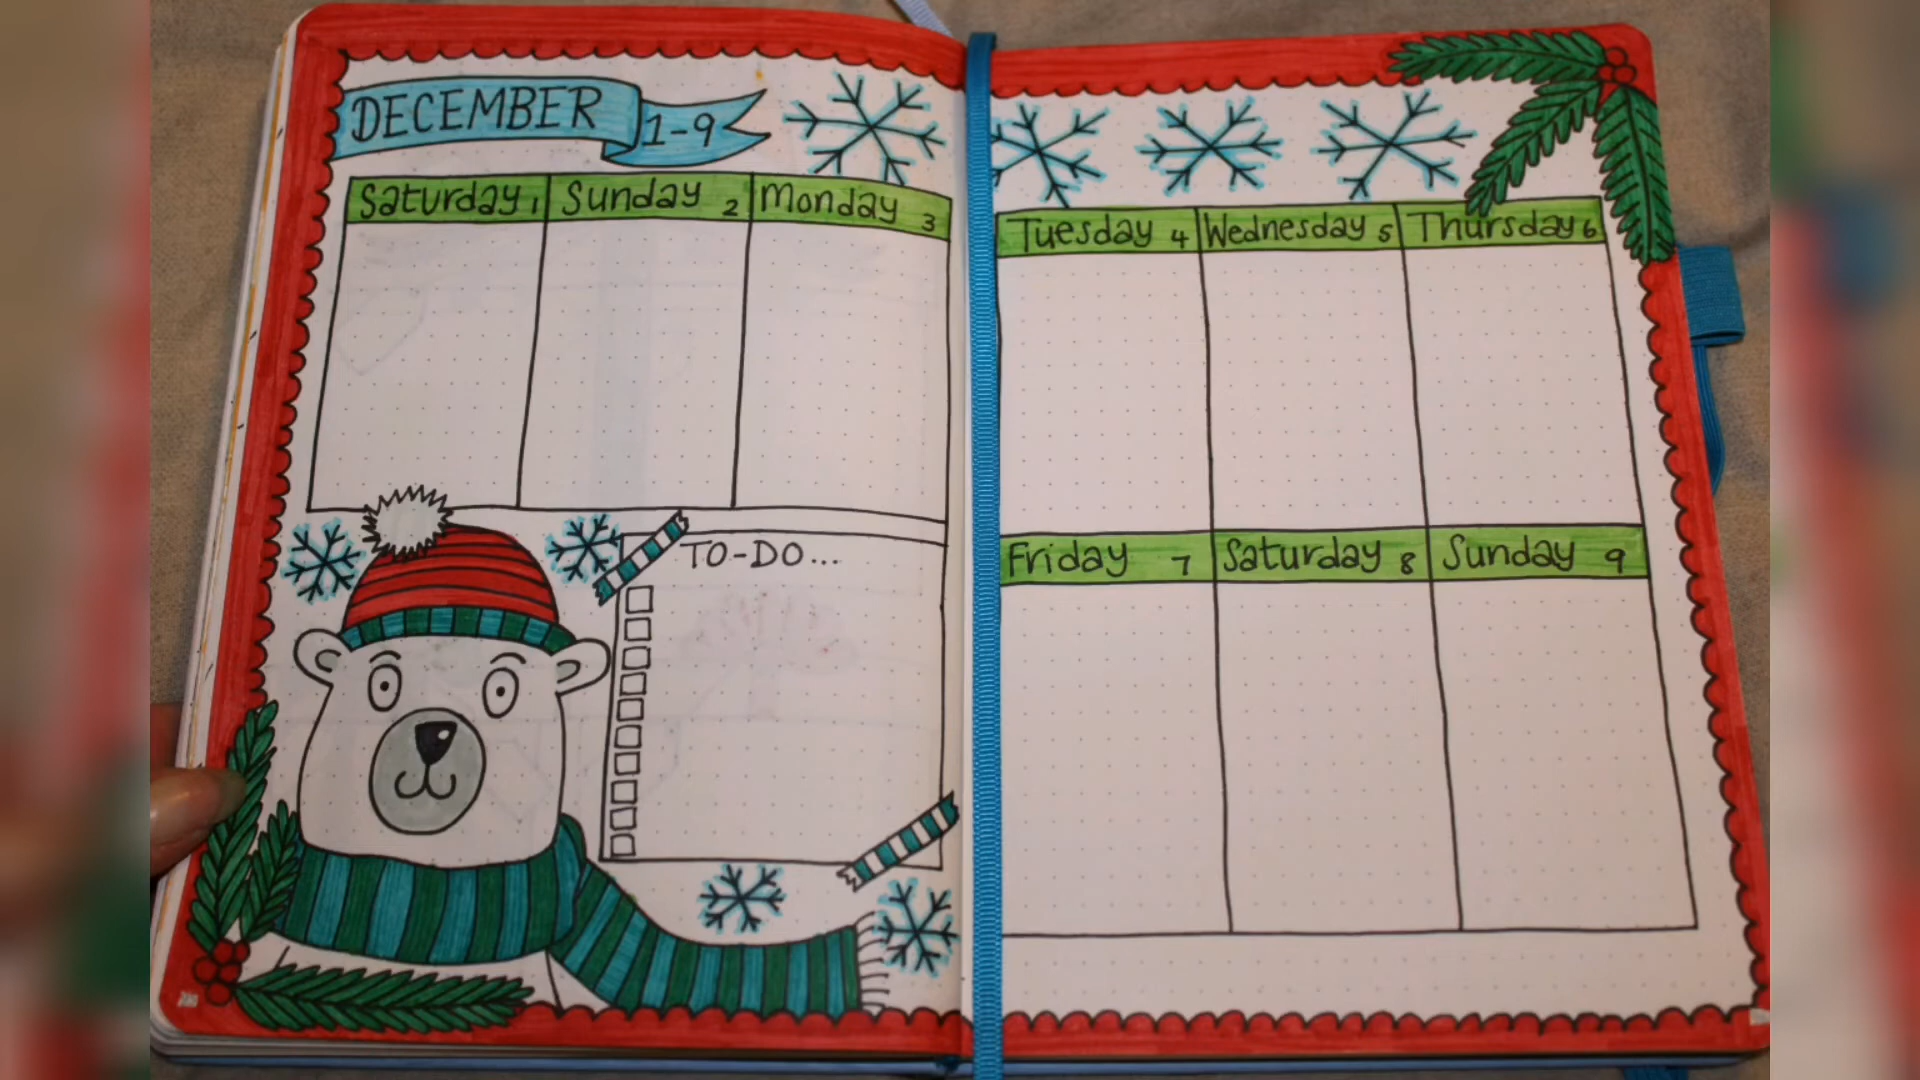 DECEMBER 1-9
Saturday 1 Sunday 2 Monday 3
TO-DO...
Tuesday 4 Wednesday 5 Thursday 6
Friday 7 Saturday 8 Sunday 9